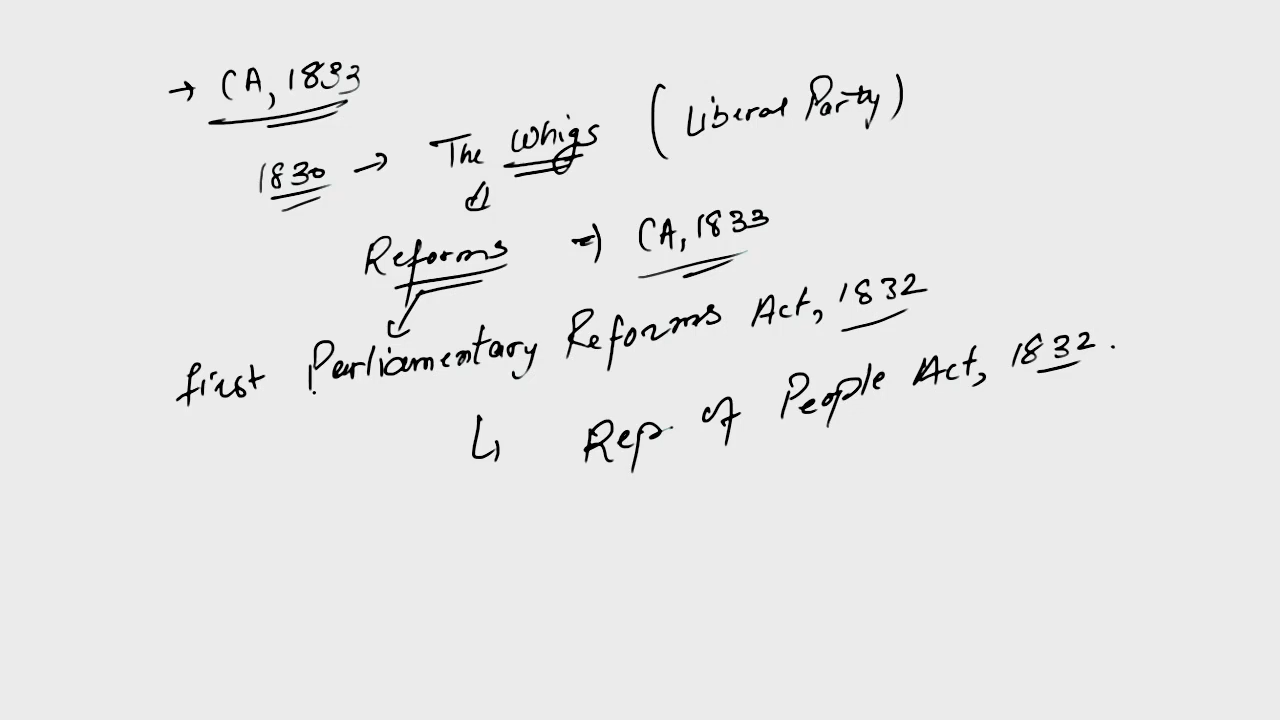 → CA, 1833
1830 → The Whigs (Liberal Party)
Reforms → CA, 1833
first Parliamentary Reforms Act, 1832
↳ Rep of People Act, 1832.